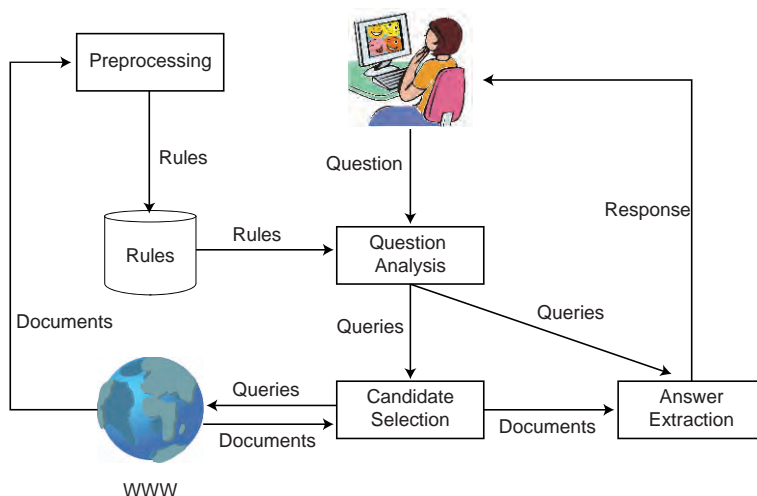 Preprocessing
Rules
Question
Response
Rules
Rules
Question
Analysis
Documents
Queries
Queries
Queries
Candidate
Selection
Answer
Extraction
Documents
Documents
WWW